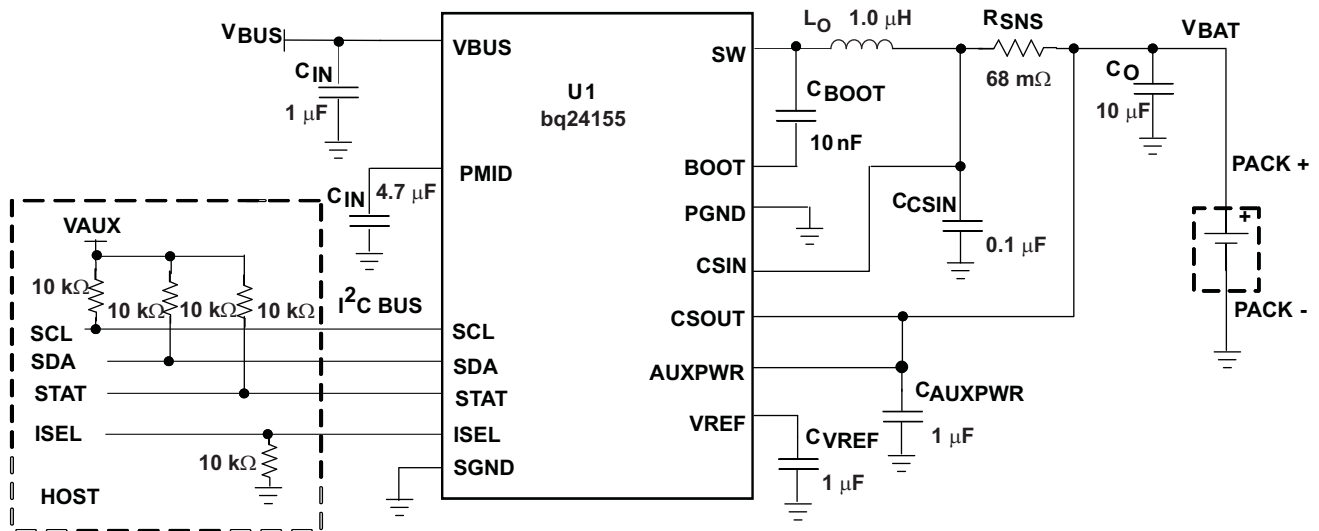 VBUS
CIN
1 μF
VBUS
U1
bq24155
SW
LO 1.0 μH
RSNS
68 mΩ
VBAT
CO
10 μF
CBOOT
10 nF
BOOT
PACK +
PMID
CIN 4.7 μF
PGND
CCSIN
0.1 μF
+
CSIN
VAUX
10 kΩ
10 kΩ
10 kΩ
I2C BUS
SCL
SCL
SDA
SDA
STAT
STAT
ISEL
ISEL
10 kΩ
SGND
HOST
CSOUT
PACK -
AUXPWR
CAUXPWR
1 μF
VREF
CVREF
1 μF